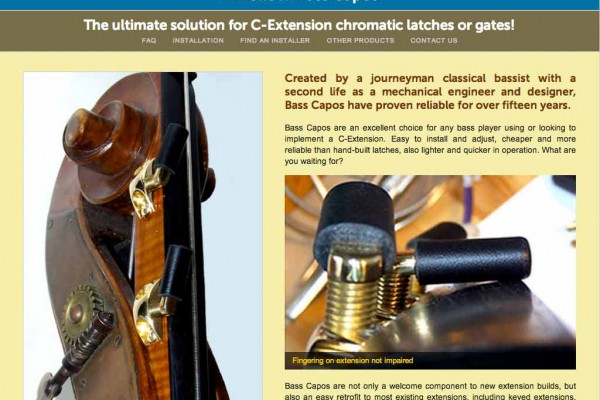 The ultimate solution for C-Extension chromatic latches or gates!
FAQ INSTALLATION FIND AN INSTALLER OTHER PRODUCTS CONTACT US
Created by a journeyman classical bassist with a
second life as a mechanical engineer and designer,
Bass Capos have proven reliable for over fifteen years.
Bass Capos are an excellent choice for any bass player using or looking to
implement a C-Extension. Easy to install and adjust, cheaper and more
reliable than hand-built latches, also lighter and quicker in operation. What are
you waiting for?
Fingering on extension not impaired
Bass Capos are not only a welcome component to new extension builds, but
also an easy retrofit to most existing extensions, including keyed extensions.